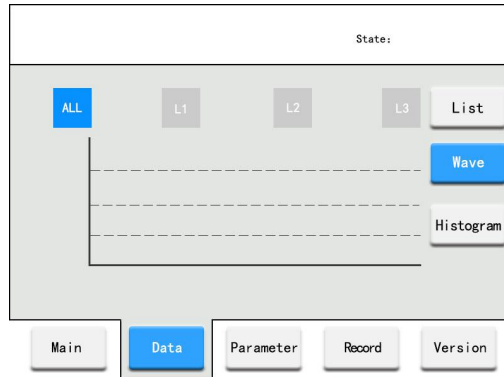 State:
ALL L1 L2 L3 List
Wave
Histogram
Main Data Parameter Record Version